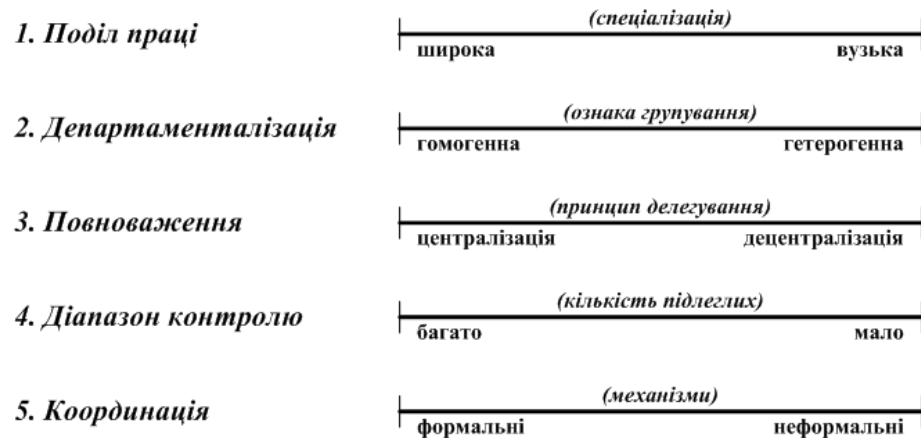 (спеціалізація)
1. Поділ праці
широка вузька
(ознака групування)
2. Департаменталізація
гомогенна гетерогенна
(принцип делегування)
3. Повноваження
централізація децентралізація
(кількість підлеглих)
4. Діапазон контролю
багато мало
(механізми)
5. Координація
формальні неформальні